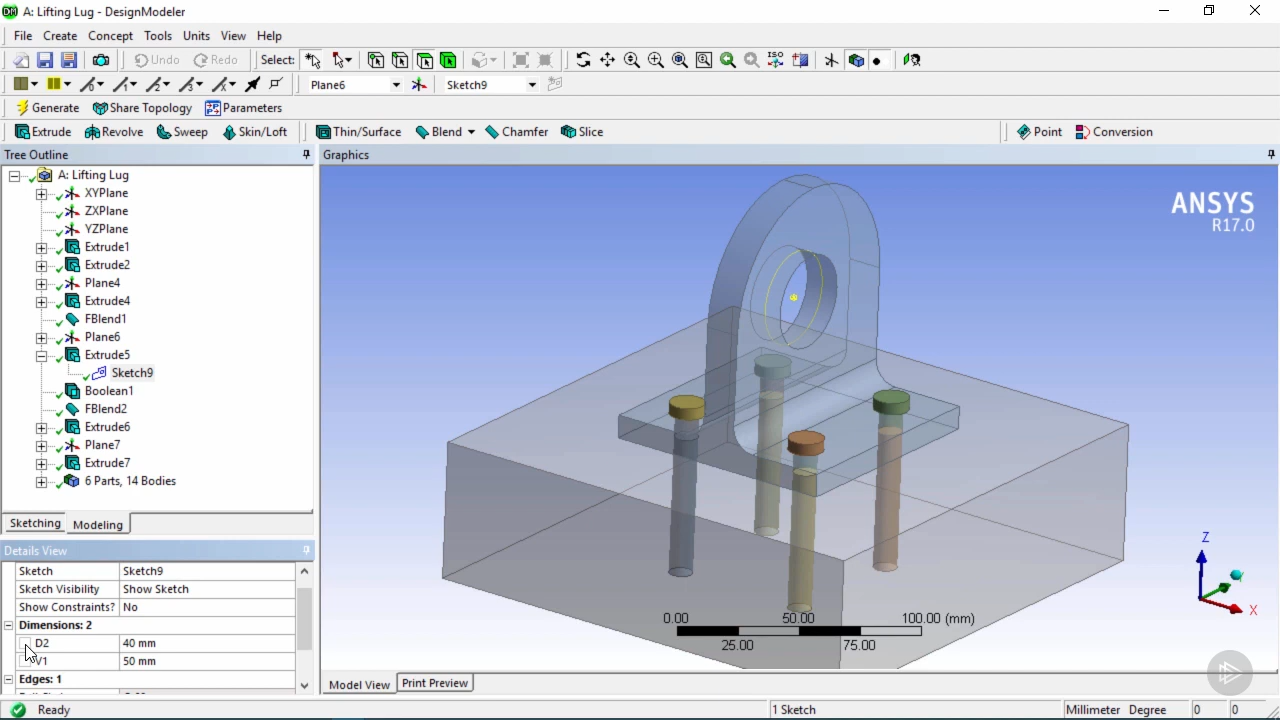 A: Lifting Lug - DesignModeler
File Create Concept Tools Units View Help
Undo Redo Select: ISO
Plane6 Sketch9
Generate Share Topology Parameters
Extrude Revolve Sweep Skin/Loft Thin/Surface Blend Chamfer Slice Point Conversion
Tree Outline
A: Lifting Lug
XYPlane
ZXPlane
YZPlane
Extrude1
Extrude2
Plane4
Extrude4
FBlend1
Plane6
Extrude5
Sketch9
Boolean1
FBlend2
Extrude6
Plane7
Extrude7
6 Parts, 14 Bodies
Sketching Modeling
Details View
Sketch Sketch9
Sketch Visibility Show Sketch
Show Constraints? No
Dimensions: 2
D2 40 mm
V1 50 mm
Edges: 1
Graphics
ANSYS
R17.0
0.00 50.00 100.00 (mm)
25.00 75.00
Z
X
Model View Print Preview
Ready 1 Sketch Millimeter Degree 0 0